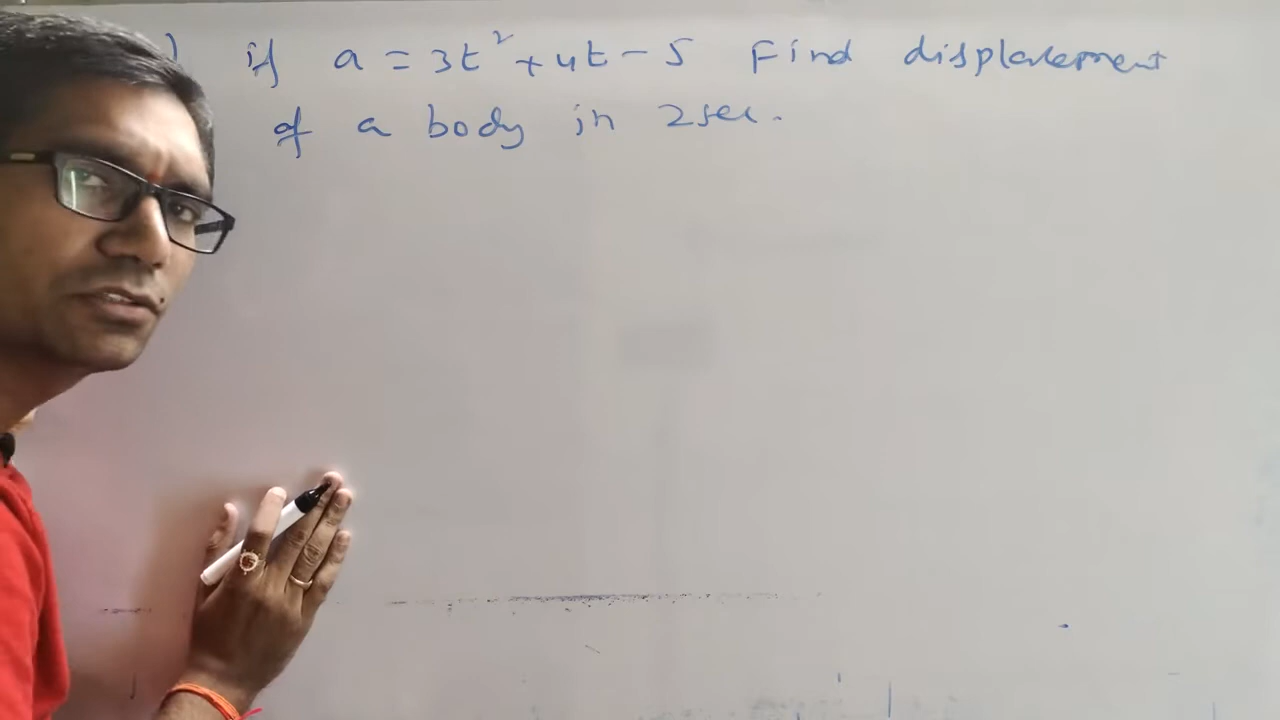 ) if a = 3t² + 4t - 5 Find displacement
of a body in 2sec.